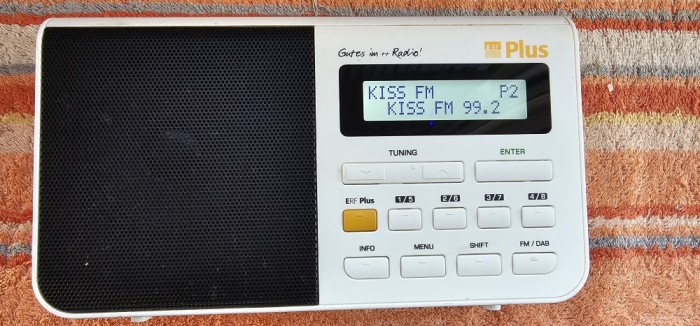 Gutes im ++ Radio!
ERF Plus
KISS FM P2
KISS FM 99.2
TUNING ENTER
ERF Plus 1/5 2/6 3/7 4/8
INFO MENU SHIFT FM / DAB